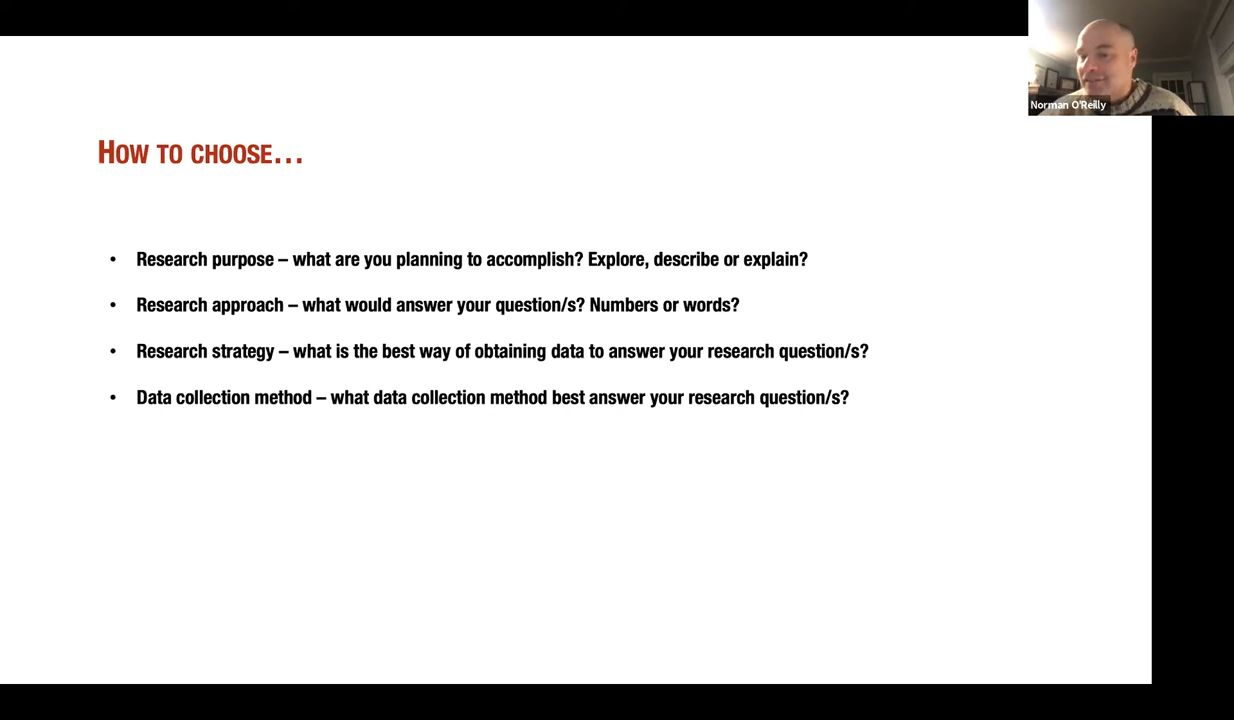 Norman O'Reilly
HOW TO CHOOSE…
• Research purpose – what are you planning to accomplish? Explore, describe or explain?
• Research approach – what would answer your question/s? Numbers or words?
• Research strategy – what is the best way of obtaining data to answer your research question/s?
• Data collection method – what data collection method best answer your research question/s?